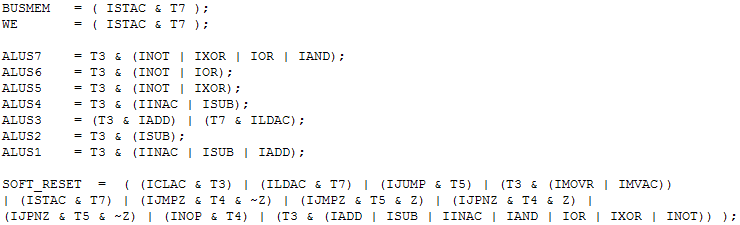 BUSMEM = ( ISTAC & T7 );
WE = ( ISTAC & T7 );
ALUS7 = T3 & (INOT | IXOR | IOR | IAND);
ALUS6 = T3 & (INOT | IOR);
ALUS5 = T3 & (INOT | IXOR);
ALUS4 = T3 & (IINAC | ISUB);
ALUS3 = (T3 & IADD) | (T7 & ILDAC);
ALUS2 = T3 & (ISUB);
ALUS1 = T3 & (IINAC | ISUB | IADD);
SOFT_RESET = ( (ICLAC & T3) | (ILDAC & T7) | (IJUMP & T5) | (T3 & (IMOVR | IMVAC))
| (ISTAC & T7) | (IJMPZ & T4 & ~Z) | (IJMPZ & T5 & Z) | (IJPNZ & T4 & Z) |
(IJPNZ & T5 & ~Z) | (INOP & T4) | (T3 & (IADD | ISUB | IINAC | IAND | IOR | IXOR | INOT)) );